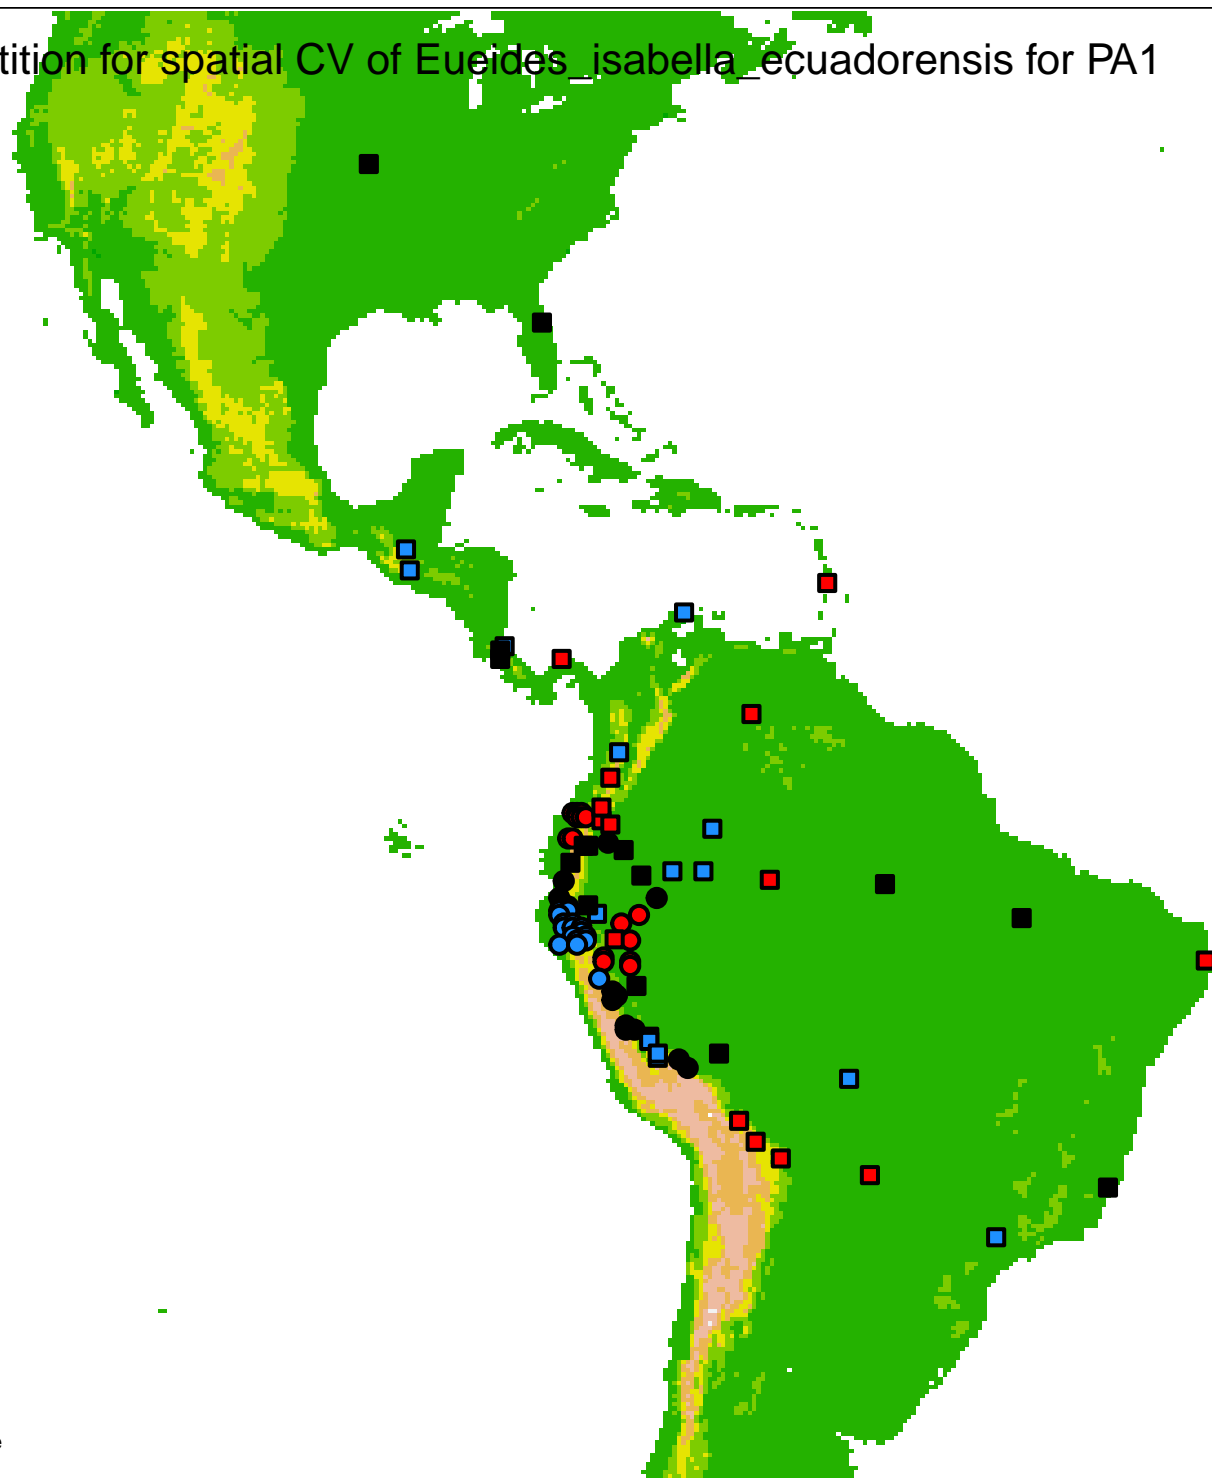 tition for spatial CV of Eueides_isabella_ecuadorensis for PA1